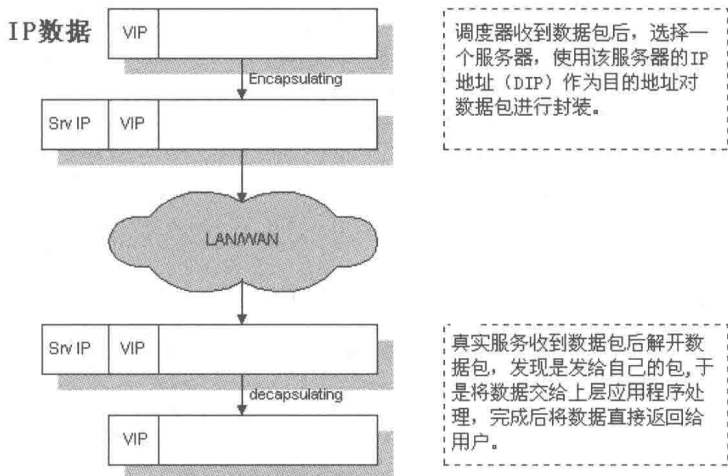 IP数据
VIP
调度器收到数据包后，选择一
个服务器，使用该服务器的IP
地址（DIP）作为目的地址对
数据包进行封装。
Encapsulating
Srv IP VIP
LAN/WAN
Srv IP VIP
真实服务收到数据包后解开数
据包，发现是发给自己的包,于
是将数据交给上层应用程序处
理，完成后将数据直接返回给
用户。
decapsulating
VIP